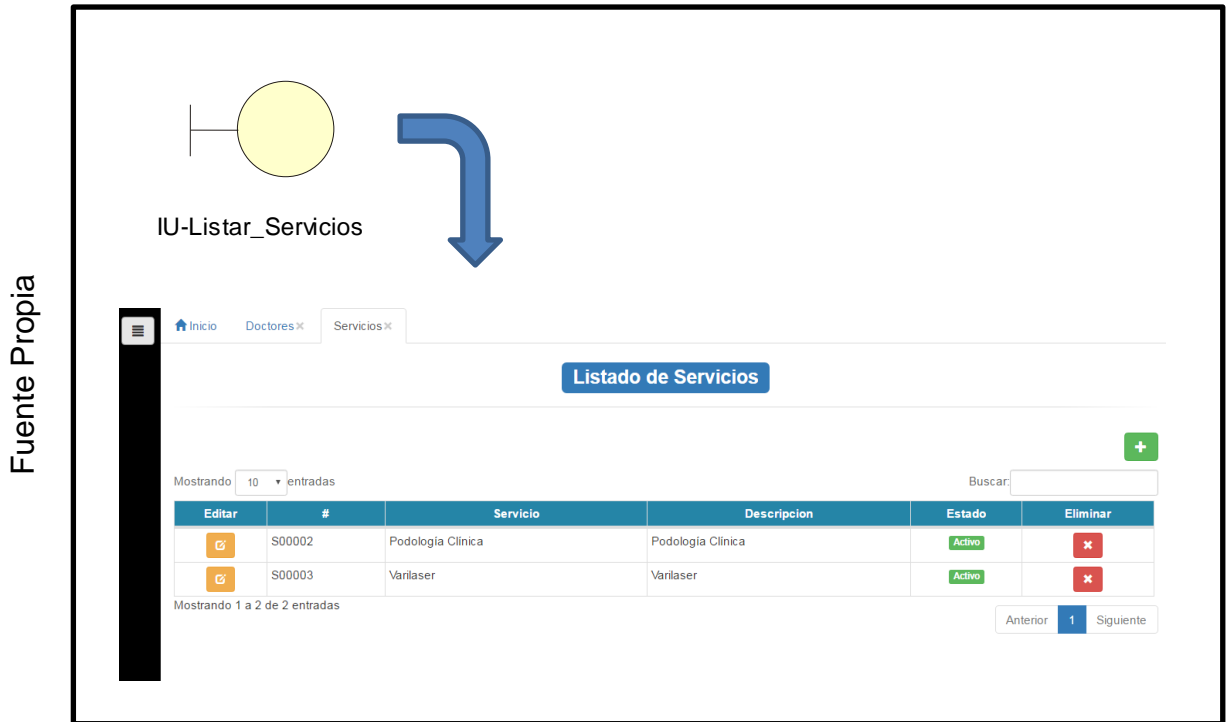 Fuente Propia
IU-Listar_Servicios
Inicio Doctores× Servicios×
Listado de Servicios
+
Mostrando 10 entradas Buscar:
Editar # Servicio Descripcion Estado Eliminar
S00002 Podología Clínica Podología Clínica Activo
S00003 Varilaser Varilaser Activo
Mostrando 1 a 2 de 2 entradas
Anterior 1 Siguiente